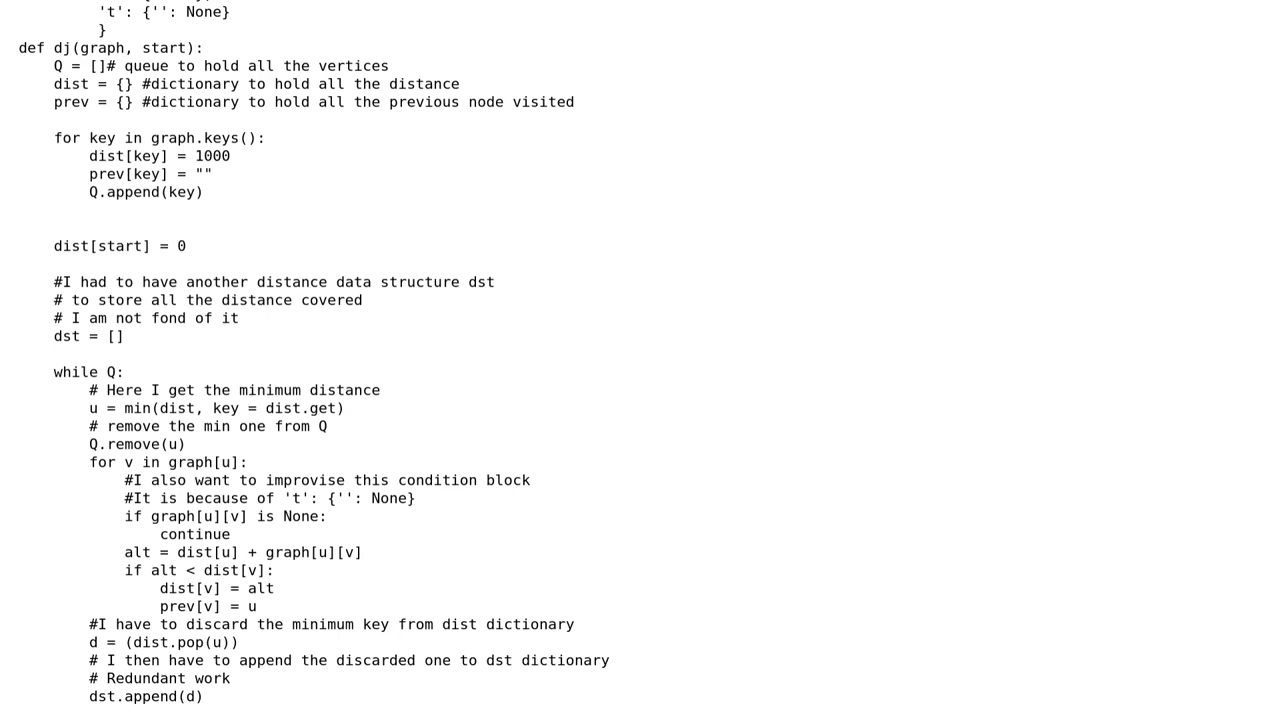 't': {'': None}
}
def dj(graph, start):
Q = []# queue to hold all the vertices
dist = {} #dictionary to hold all the distance
prev = {} #dictionary to hold all the previous node visited
for key in graph.keys():
dist[key] = 1000
prev[key] = ""
Q.append(key)
dist[start] = 0
#I had to have another distance data structure dst
# to store all the distance covered
# I am not fond of it
dst = []
while Q:
# Here I get the minimum distance
u = min(dist, key = dist.get)
# remove the min one from Q
Q.remove(u)
for v in graph[u]:
#I also want to improvise this condition block
#It is because of 't': {'': None}
if graph[u][v] is None:
continue
alt = dist[u] + graph[u][v]
if alt < dist[v]:
dist[v] = alt
prev[v] = u
#I have to discard the minimum key from dist dictionary
d = (dist.pop(u))
# I then have to append the discarded one to dst dictionary
# Redundant work
dst.append(d)